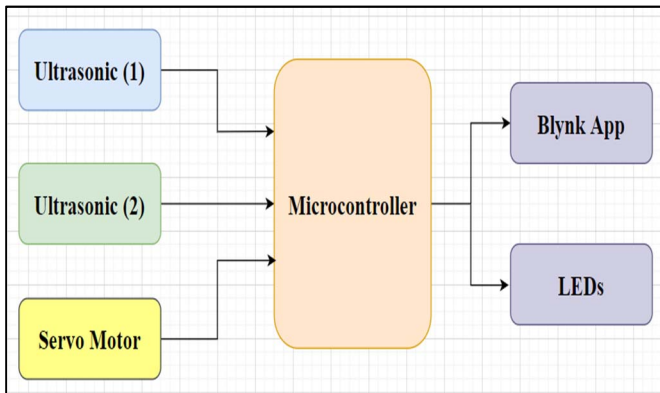 Ultrasonic (1)
Ultrasonic (2)
Servo Motor
Microcontroller
Blynk App
LEDs